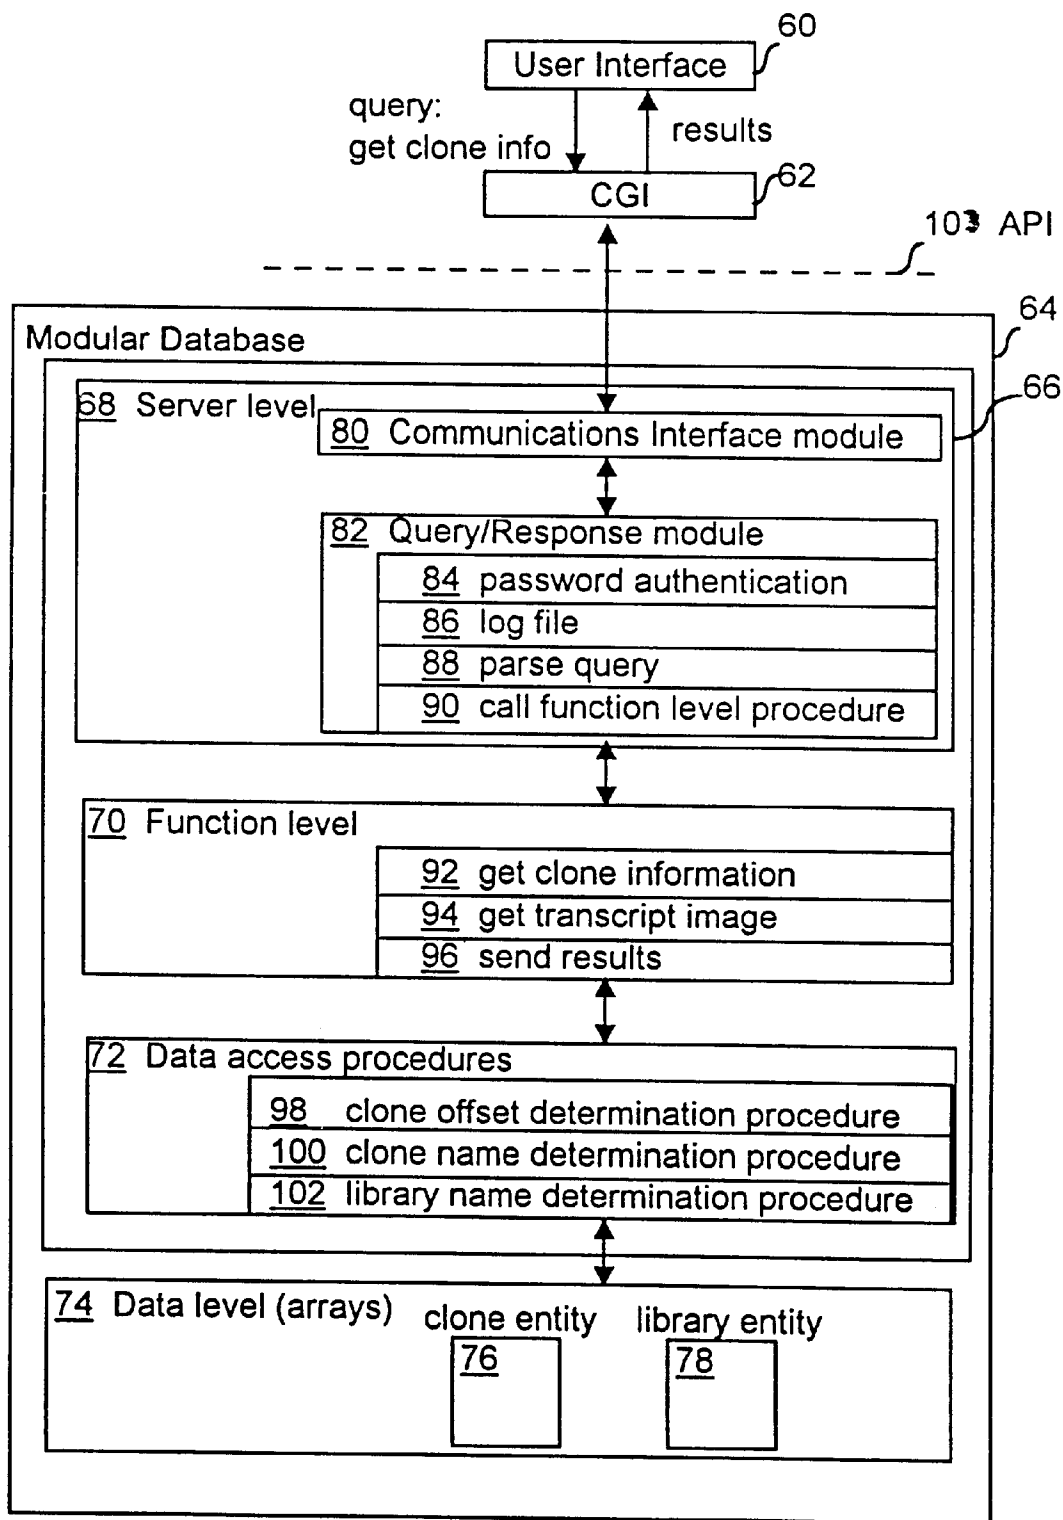 60
User Interface
query:
get clone info
results
62
CGI
103 API
64
Modular Database
66
68 Server level
80 Communications Interface module
82 Query/Response module
84 password authentication
86 log file
88 parse query
90 call function level procedure
70 Function level
92 get clone information
94 get transcript image
96 send results
72 Data access procedures
98 clone offset determination procedure
100 clone name determination procedure
102 library name determination procedure
74 Data level (arrays)
clone entity
library entity
76
78